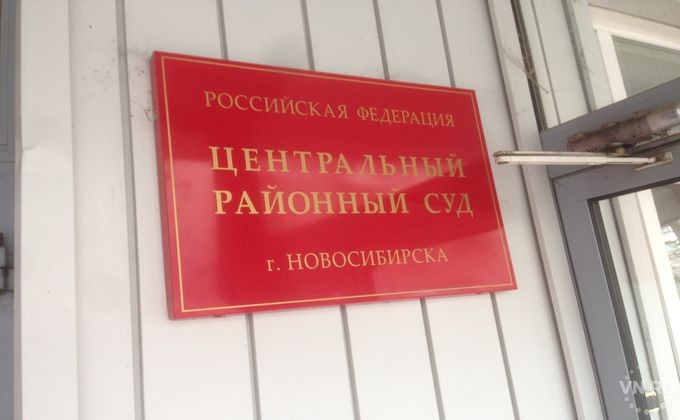 РОССИЙСКАЯ ФЕДЕРАЦИЯ
ЦЕНТРАЛЬНЫЙ
РАЙОННЫЙ СУД
г. НОВОСИБИРСКА